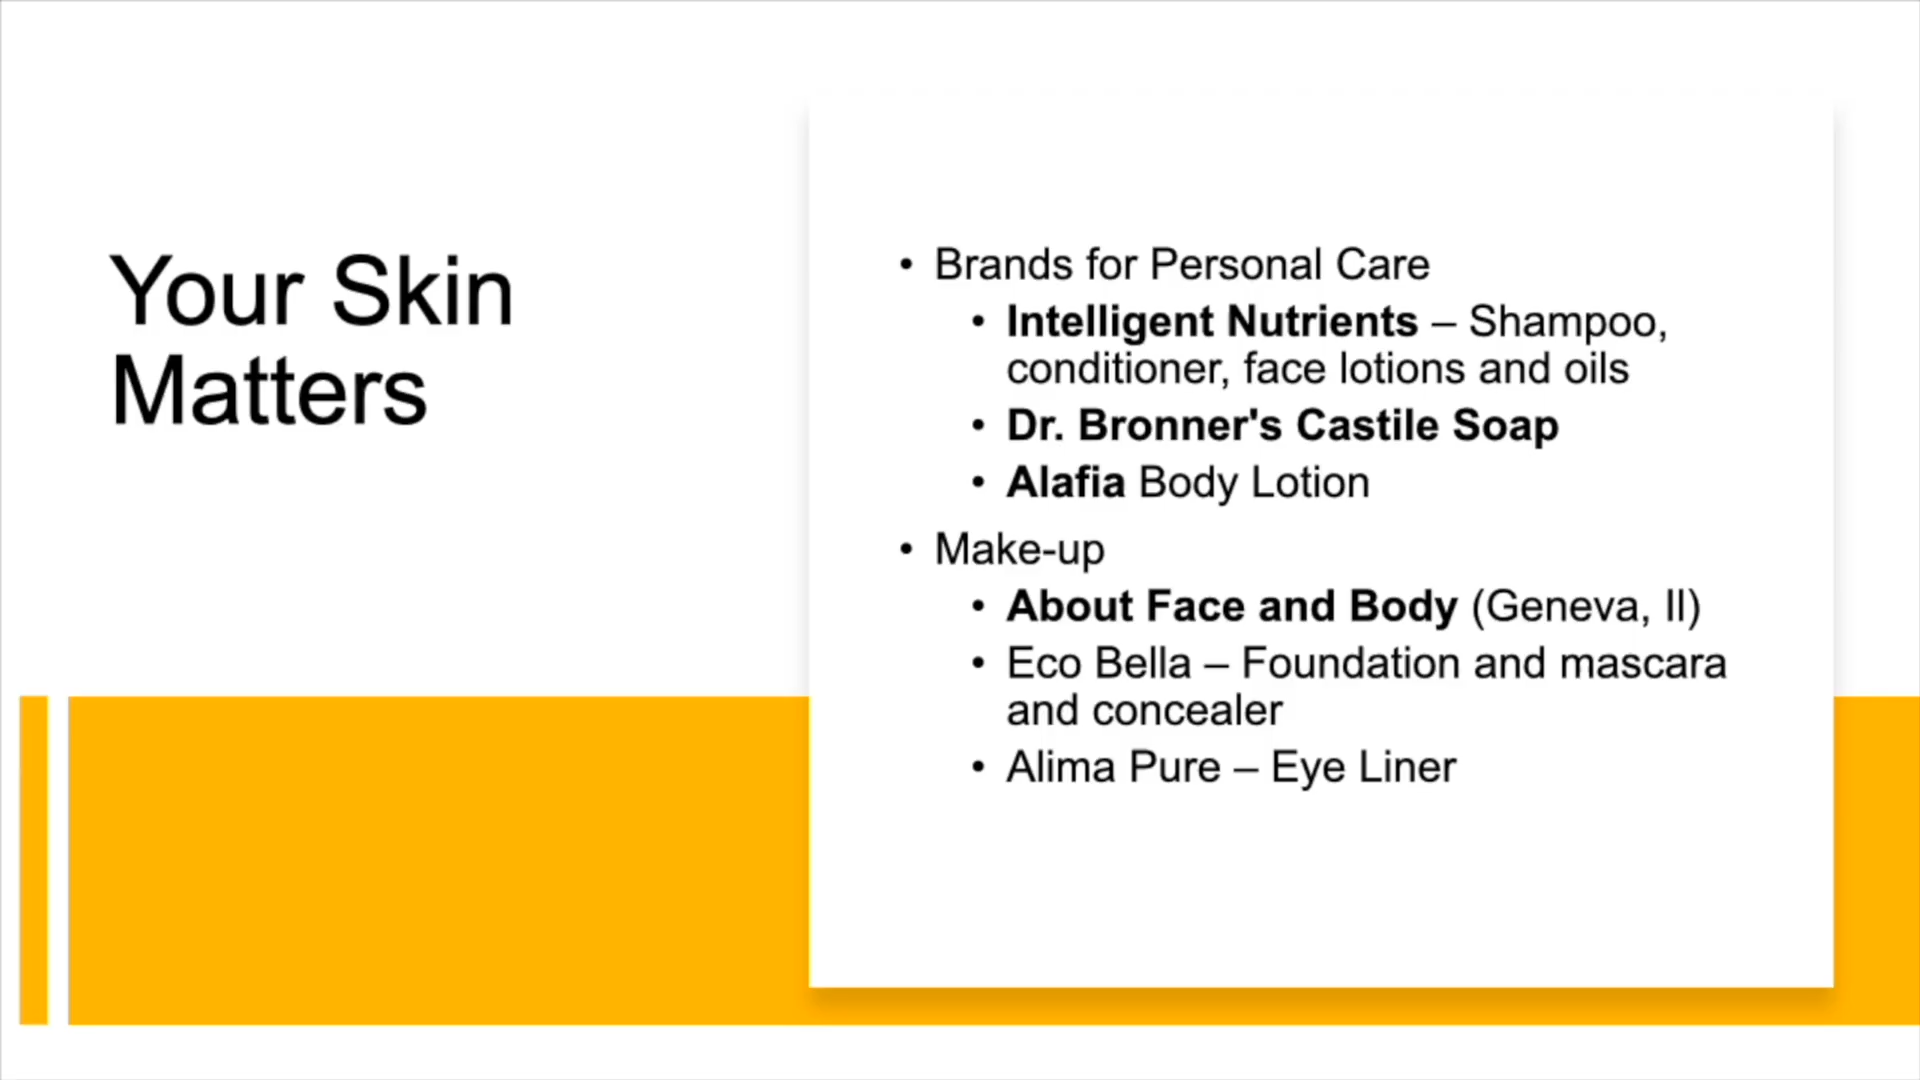 Your Skin
Matters
• Brands for Personal Care
• Intelligent Nutrients – Shampoo,
conditioner, face lotions and oils
• Dr. Bronner's Castile Soap
• Alafia Body Lotion
• Make-up
• About Face and Body (Geneva, Il)
• Eco Bella – Foundation and mascara
and concealer
• Alima Pure – Eye Liner